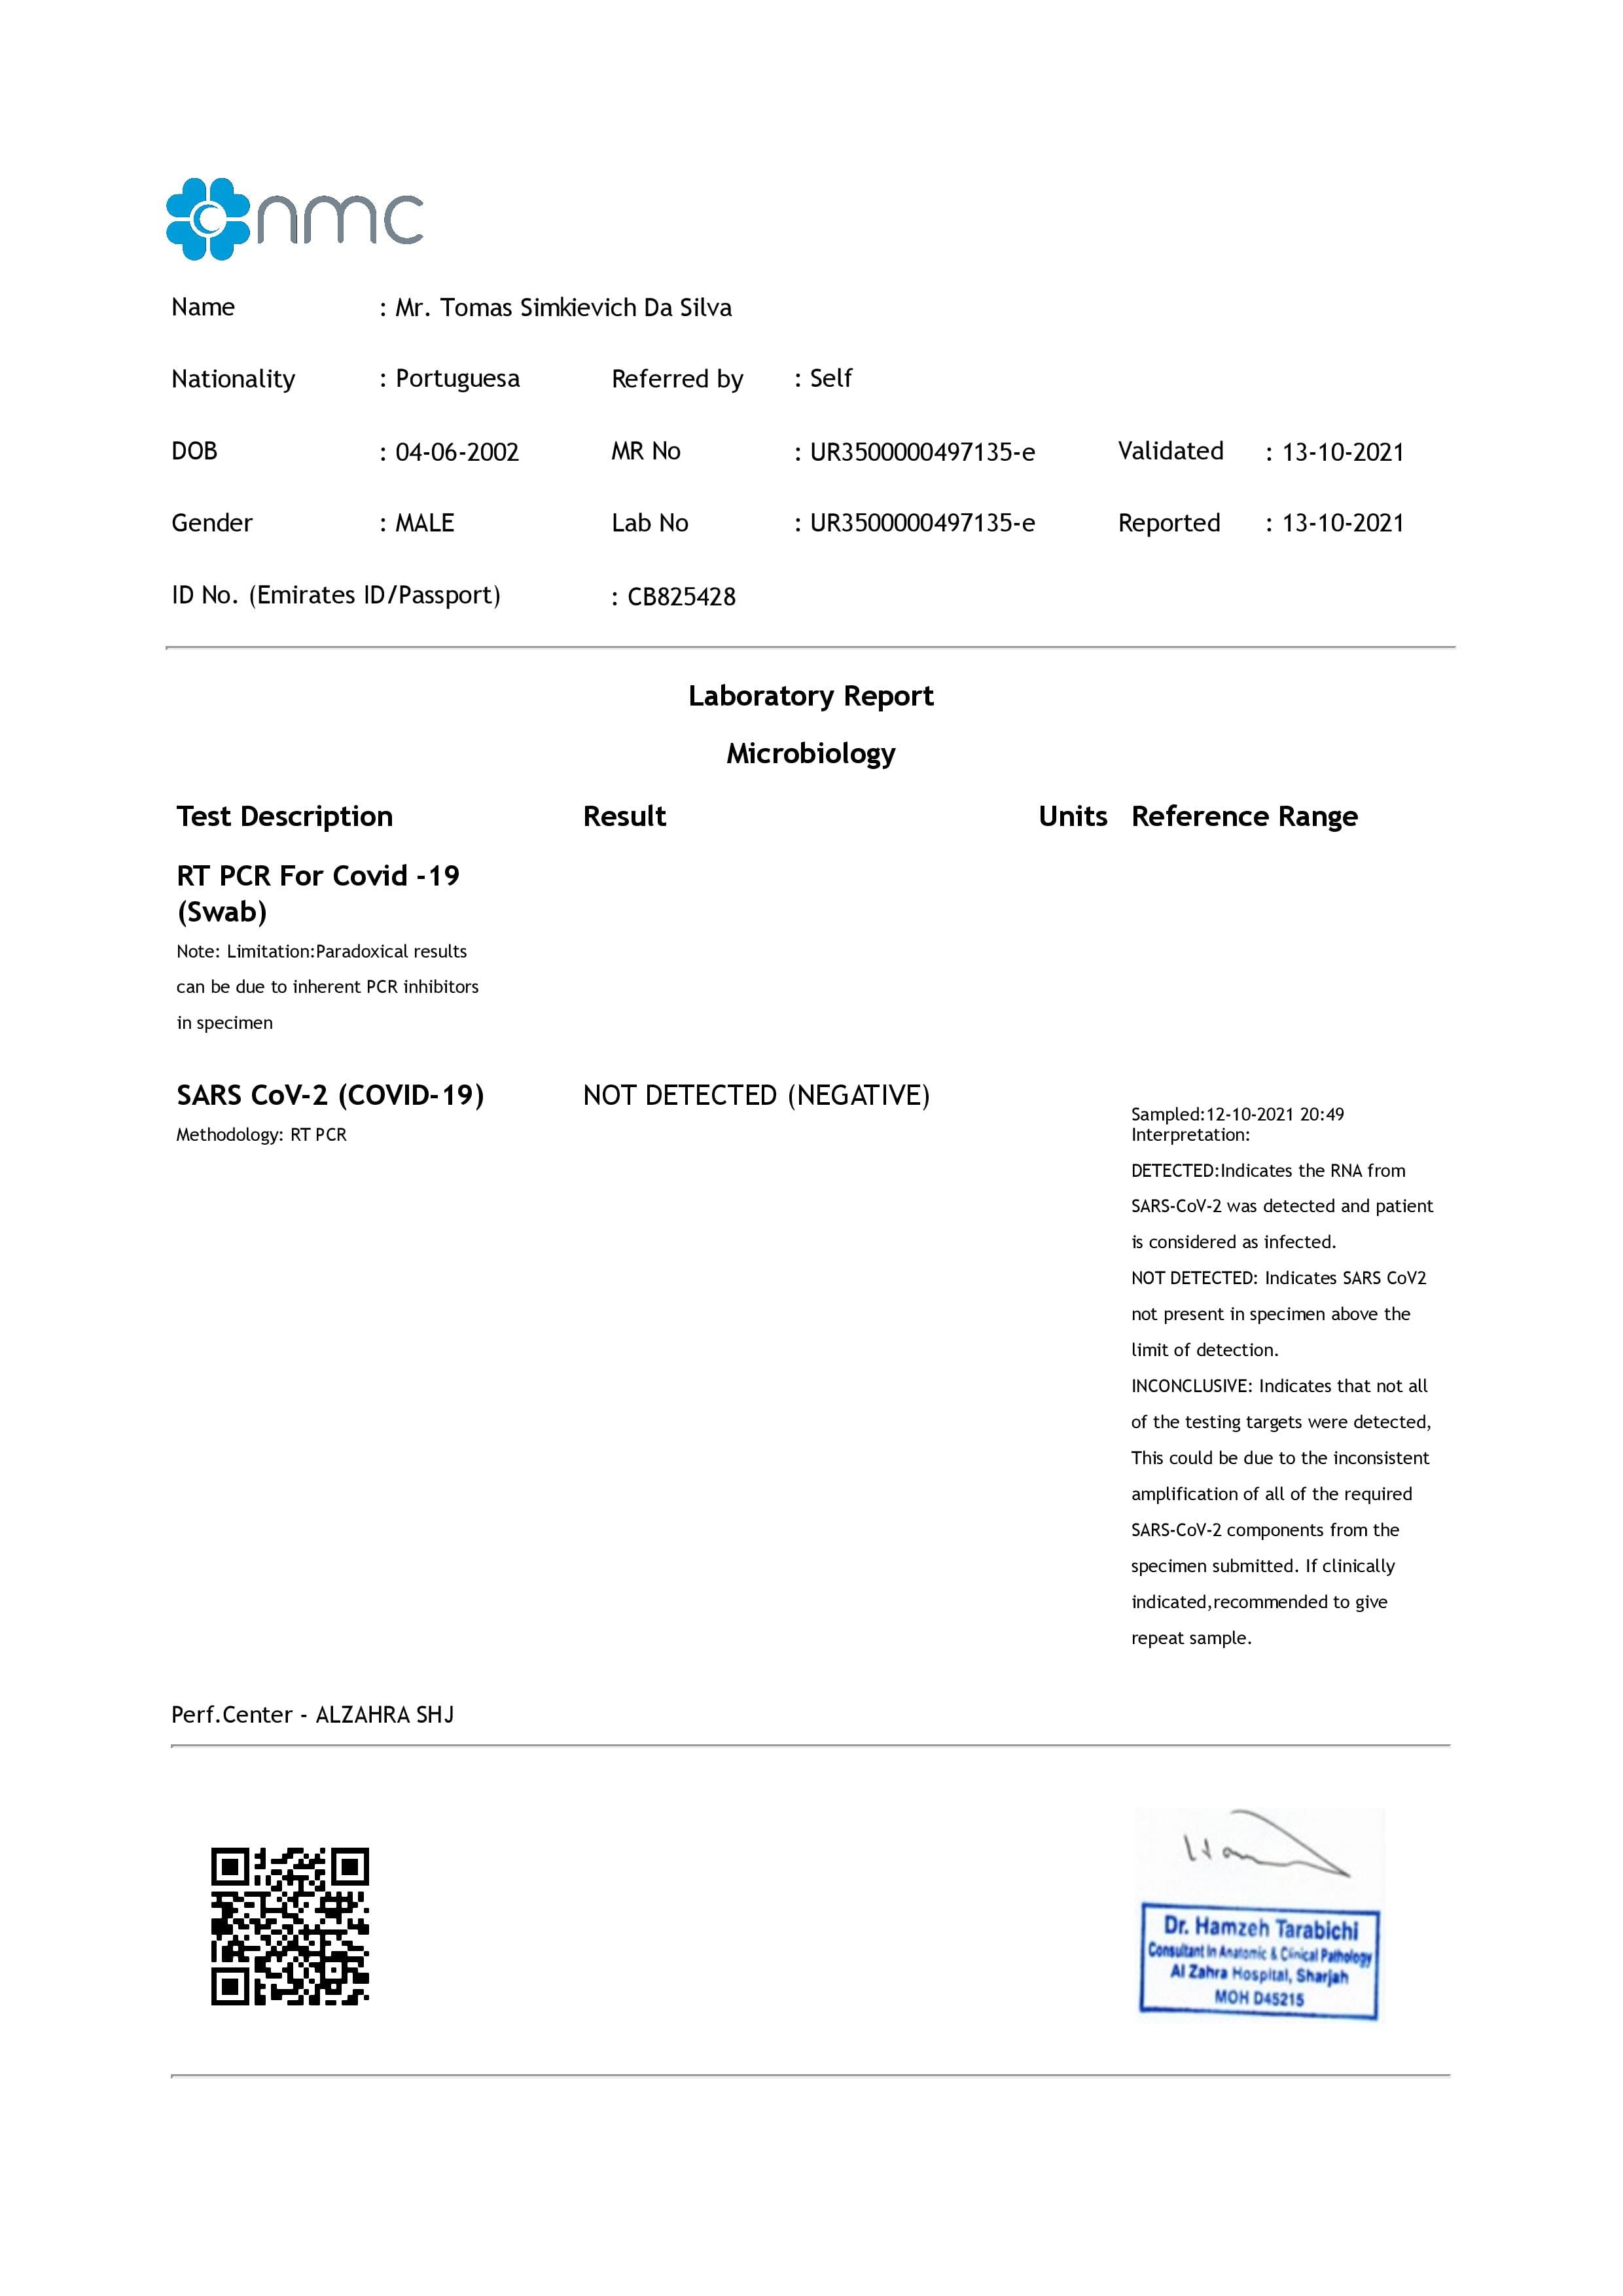 nmc
Name : Mr. Tomas Simkievich Da Silva
Nationality : Portuguesa Referred by : Self
DOB : 04-06-2002 MR No : UR3500000497135-e Validated : 13-10-2021
Gender : MALE Lab No : UR3500000497135-e Reported : 13-10-2021
ID No. (Emirates ID/Passport) : CB825428
Laboratory Report
Microbiology
Test Description Result Units Reference Range
RT PCR For Covid -19
(Swab)
Note: Limitation:Paradoxical results
can be due to inherent PCR inhibitors
in specimen
SARS CoV-2 (COVID-19) NOT DETECTED (NEGATIVE)
Methodology: RT PCR
Sampled:12-10-2021 20:49
Interpretation:
DETECTED:Indicates the RNA from
SARS-CoV-2 was detected and patient
is considered as infected.
NOT DETECTED: Indicates SARS CoV2
not present in specimen above the
limit of detection.
INCONCLUSIVE: Indicates that not all
of the testing targets were detected,
This could be due to the inconsistent
amplification of all of the required
SARS-CoV-2 components from the
specimen submitted. If clinically
indicated,recommended to give
repeat sample.
Perf.Center - ALZAHRA SHJ
Dr. Hamzeh Tarabichi
Consultant In Anatomic & Clinical Pathology
Al Zahra Hospital, Sharjah
MOH D45215